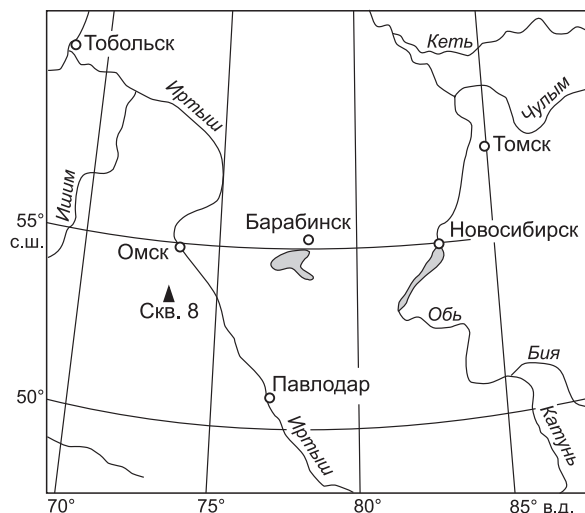 Тобольск
Кеть
Иртыш
Чулым
Томск
Ишим
55°
с.ш.
Барабинск
Новосибирск
Омск
Скв. 8
Обь
Бия
Павлодар
50°
Иртыш
Катунь
70°
75°
80°
85° в.д.